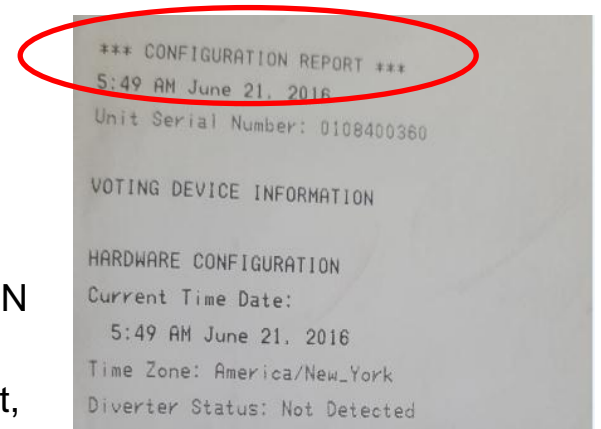 *** CONFIGURATION REPORT ***
5:49 AM June 21, 2016
Unit Serial Number: 0108400360
VOTING DEVICE INFORMATION
HARDWARE CONFIGURATION
N
Current Time Date:
5:49 AM June 21, 2016
Time Zone: America/New_York
t,
Diverter Status: Not Detected